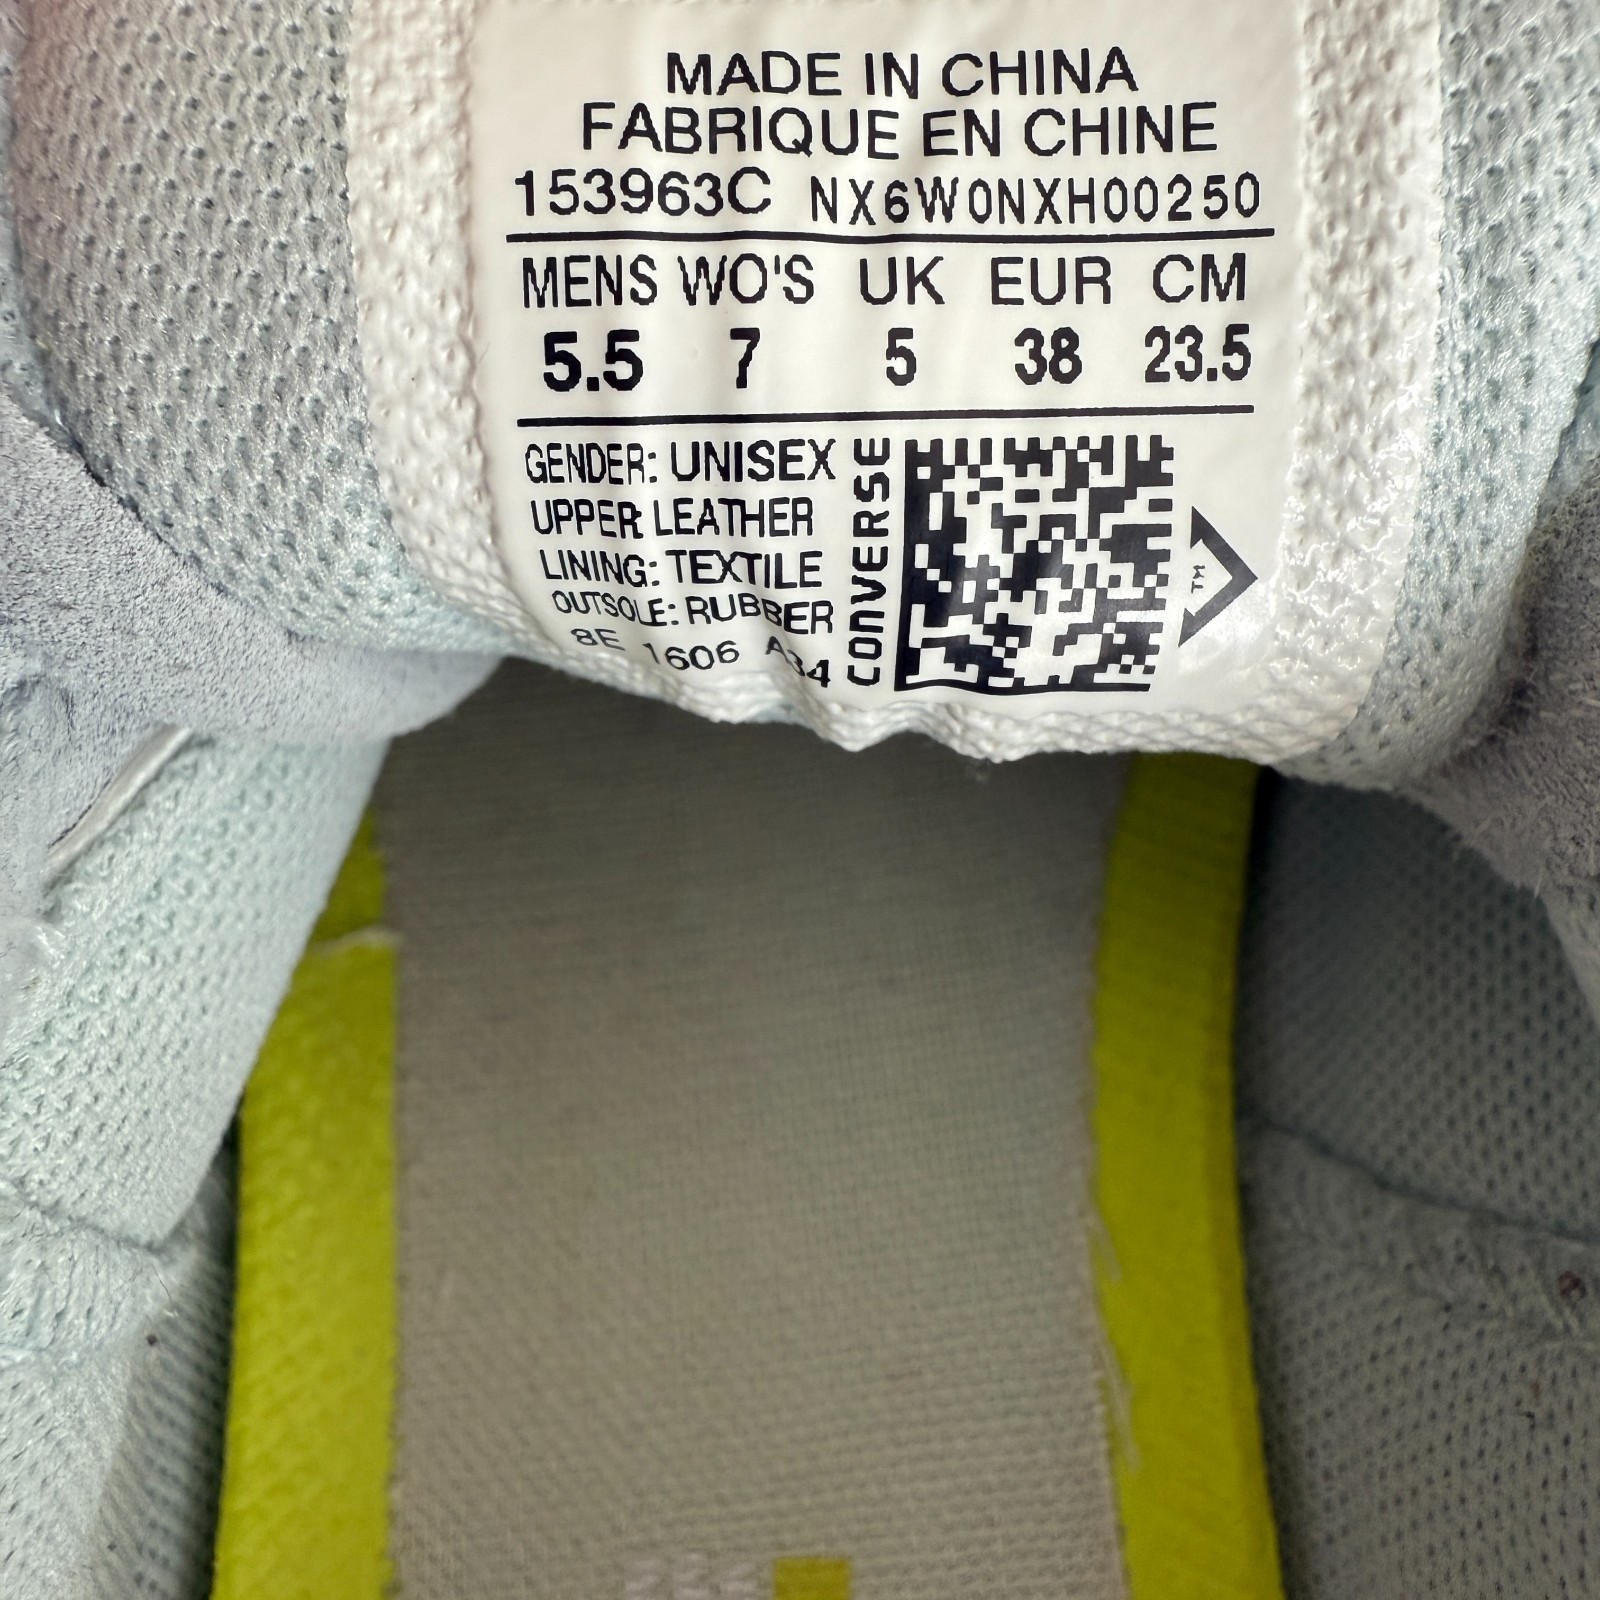 MADE IN CHINA
FABRIQUE EN CHINE
153963C NX6W0NXH00250
MENS WO'S UK EUR CM
5.5 7 5 38 23.5
GENDER: UNISEX
UPPER: LEATHER
LINING: TEXTILE
OUTSOLE: RUBBER
8E 1606 A34
CONVERSE
TM